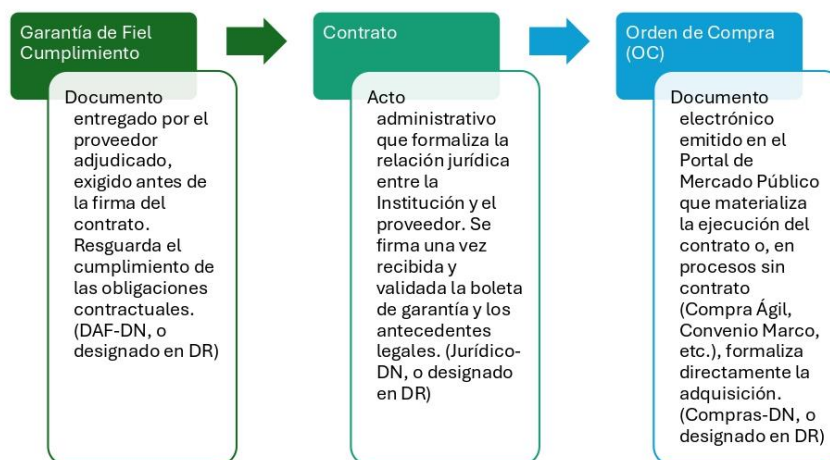 Garantía de Fiel
Cumplimiento
Documento
entregado por el
proveedor
adjudicado,
exigido antes de
la firma del
contrato.
Resguarda el
cumplimiento de
las obligaciones
contractuales.
(DAF-DN, o
designado en DR)
Contrato
Acto
administrativo
que formaliza la
relación jurídica
entre la
Institución y el
proveedor. Se
firma una vez
recibida y
validada la boleta
de garantía y los
antecedentes
legales. (Jurídico-
DN, o designado
en DR)
Orden de Compra
(OC)
Documento
electrónico
emitido en el
Portal de
Mercado Público
que materializa
la ejecución del
contrato o, en
procesos sin
contrato
(Compra Ágil,
Convenio Marco,
etc.), formaliza
directamente la
adquisición.
(Compras-DN, o
designado en DR)